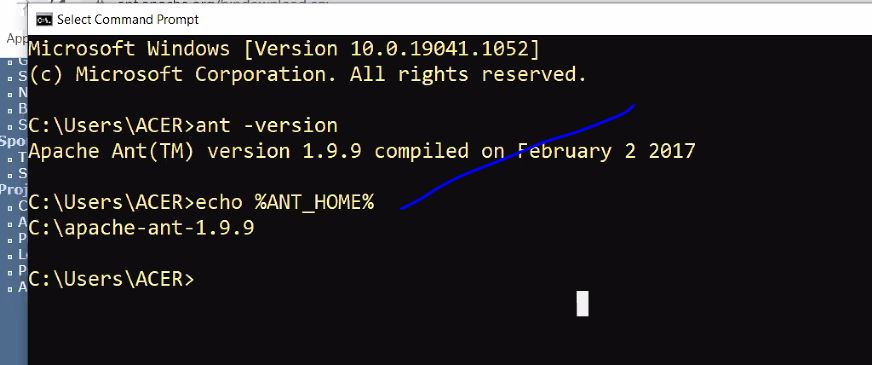 Select Command Prompt
App
Microsoft Windows [Version 10.0.19041.1052]
(c) Microsoft Corporation. All rights reserved.
C:\Users\ACER>ant -version
Apache Ant(TM) version 1.9.9 compiled on February 2 2017
C:\Users\ACER>echo %ANT_HOME%
C:\apache-ant-1.9.9
C:\Users\ACER>